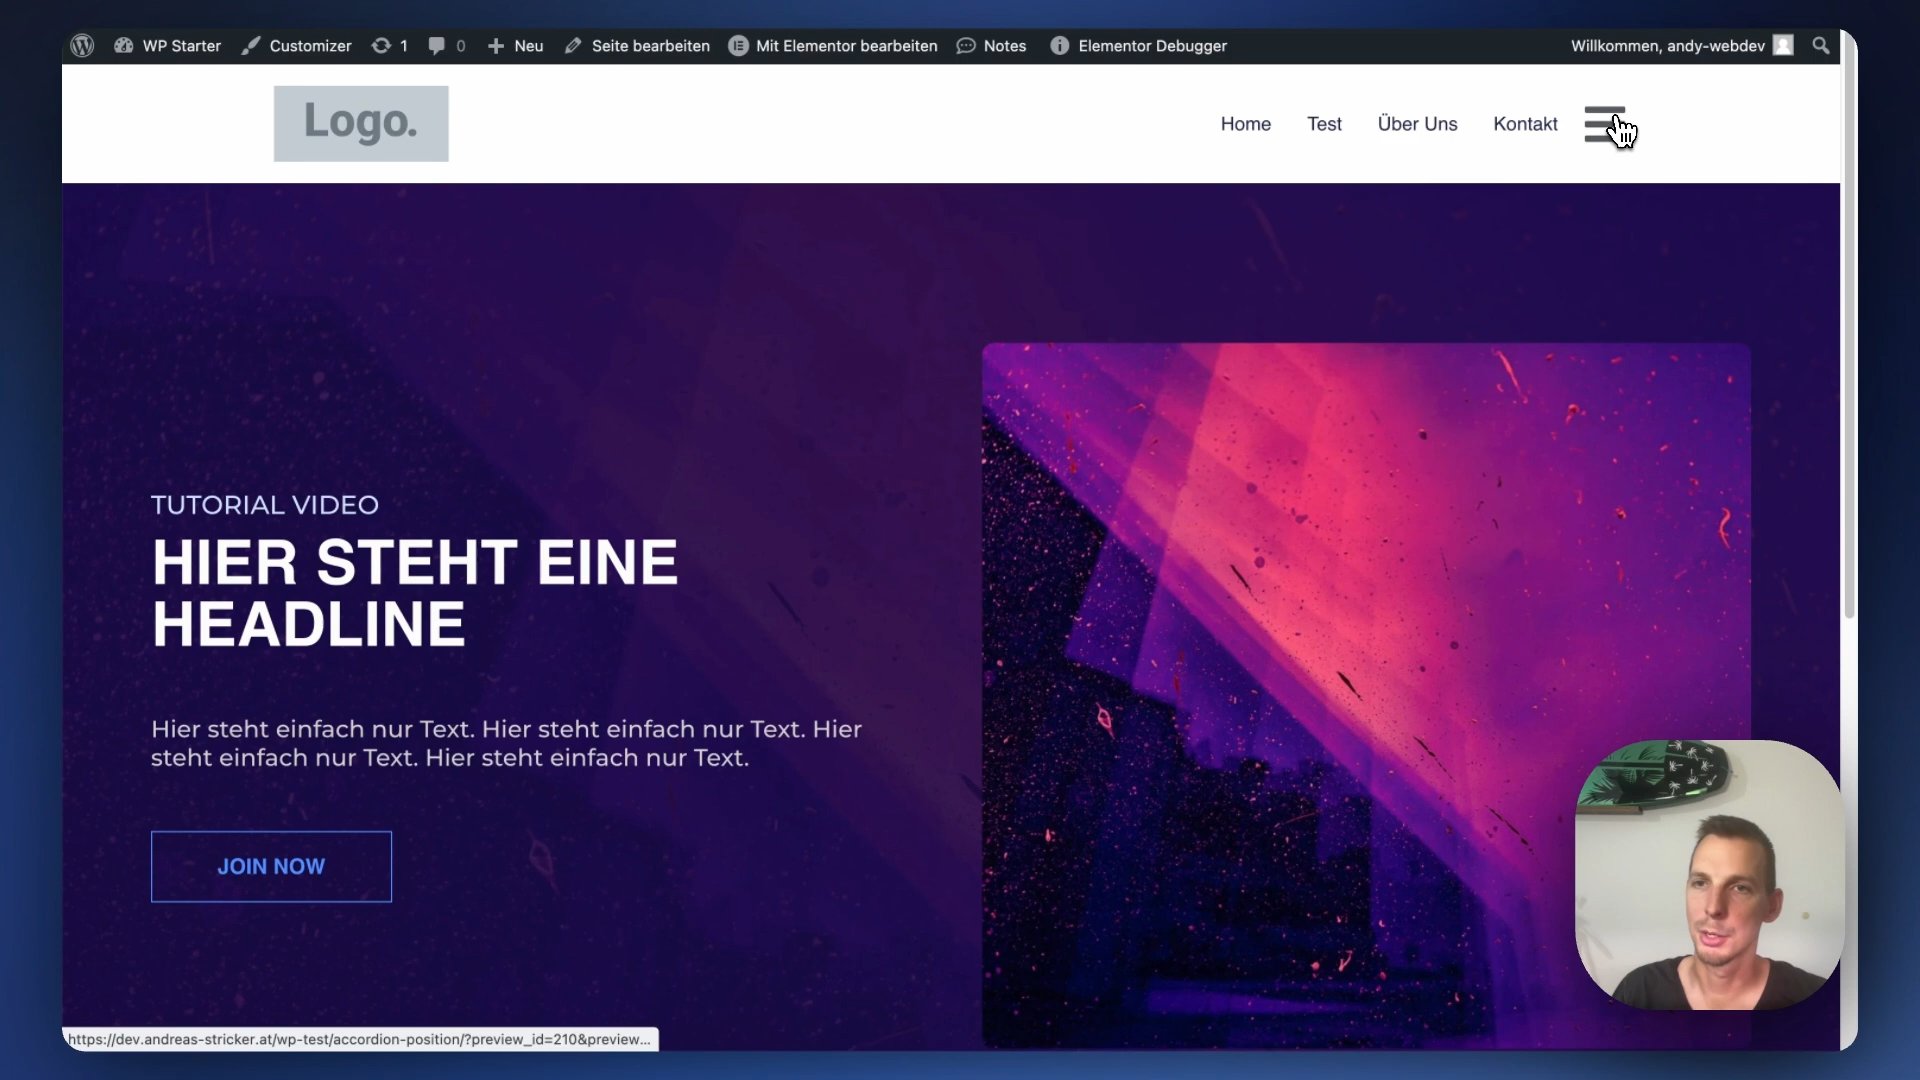 WP Starter Customizer 1 0 Neu Seite bearbeiten Mit Elementor bearbeiten Notes Elementor Debugger Willkommen, andy-webdev
Logo. Home Test Über Uns Kontakt
TUTORIAL VIDEO
HIER STEHT EINE
HEADLINE
Hier steht einfach nur Text. Hier steht einfach nur Text. Hier
steht einfach nur Text. Hier steht einfach nur Text.
JOIN NOW
https://dev.andreas-stricker.at/wp-test/accordion-position/?preview_id=210&preview...